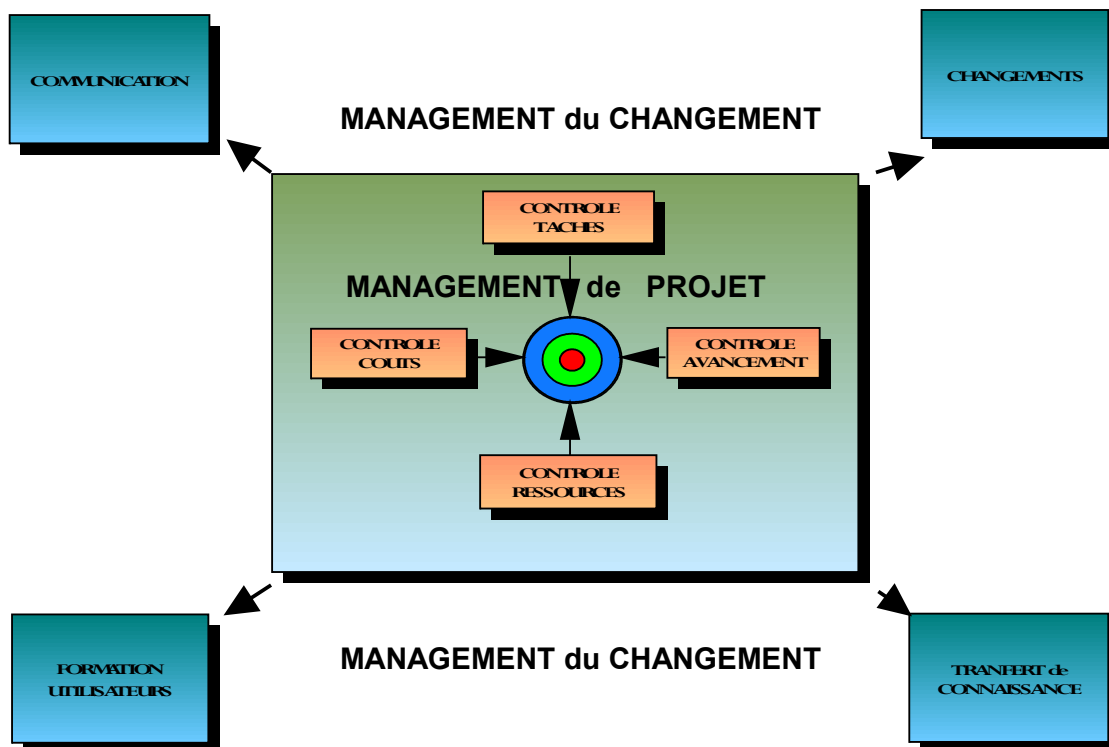 COMMUNICATION
CHANGEMENTS
MANAGEMENT du CHANGEMENT
CONTROLE
TACHES
MANAGEMENT de PROJET
CONTROLE
COUTS
CONTROLE
AVANCEMENT
CONTROLE
RESSOURCES
FORMATION
UTILISATEURS
MANAGEMENT du CHANGEMENT
TRANFERT de
CONNAISSANCE